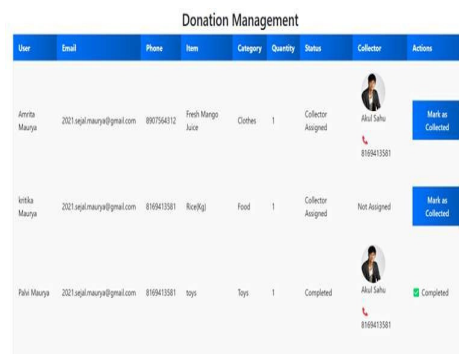 Donation Management
User Email Phone Item Category Quantity Status Collector Actions
Amrita Maurya 2021.sejal.maurya@gmail.com 8907564312 Fresh Mango Juice Clothes 1 Collector Assigned Akul Sahu 8169413581 Mark as Collected
kritika Maurya 2021.sejal.maurya@gmail.com 8169413581 Rice(Kg) Food 1 Collector Assigned Not Assigned Mark as Collected
Palvi Maurya 2021.sejal.maurya@gmail.com 8169413581 toys Toys 1 Completed Akul Sahu 8169413581 Completed